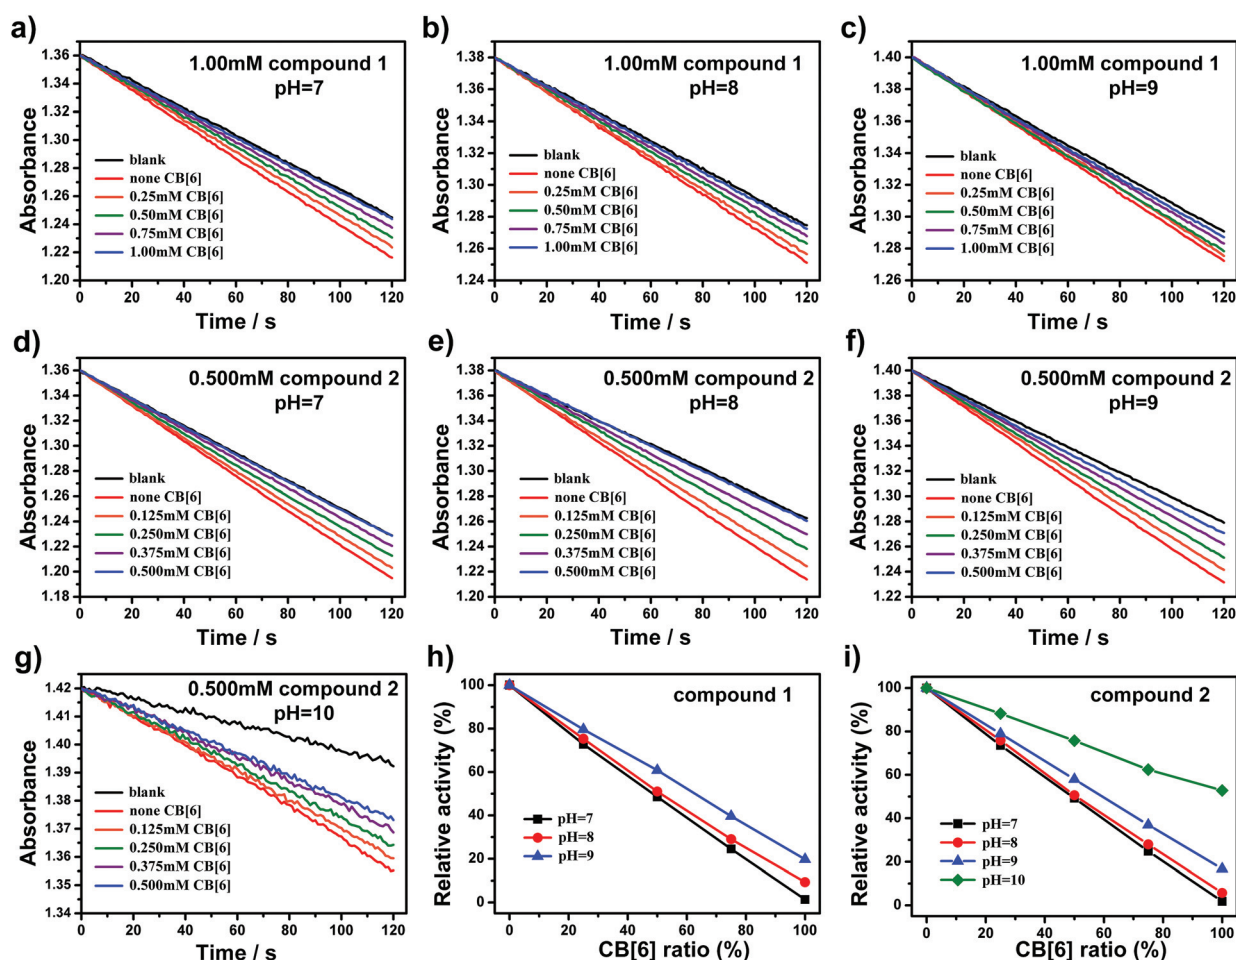 a)
1.00mM compound 1
pH=7
Absorbance
1.36
1.34
1.32
1.30
1.28
1.26
1.24
1.22
1.20
blank
none CB[6]
0.25mM CB[6]
0.50mM CB[6]
0.75mM CB[6]
1.00mM CB[6]
0 20 40 60 80 100 120
Time / s
b)
1.00mM compound 1
pH=8
Absorbance
1.38
1.36
1.34
1.32
1.30
1.28
1.26
1.24
blank
none CB[6]
0.25mM CB[6]
0.50mM CB[6]
0.75mM CB[6]
1.00mM CB[6]
0 20 40 60 80 100 120
Time / s
c)
1.00mM compound 1
pH=9
Absorbance
1.40
1.38
1.36
1.34
1.32
1.30
1.28
1.26
blank
none CB[6]
0.25mM CB[6]
0.50mM CB[6]
0.75mM CB[6]
1.00mM CB[6]
0 20 40 60 80 100 120
Time / s
d)
0.500mM compound 2
pH=7
Absorbance
1.36
1.34
1.32
1.30
1.28
1.26
1.24
1.22
1.20
1.18
blank
none CB[6]
0.125mM CB[6]
0.250mM CB[6]
0.375mM CB[6]
0.500mM CB[6]
0 20 40 60 80 100 120
Time / s
e)
0.500mM compound 2
pH=8
Absorbance
1.38
1.36
1.34
1.32
1.30
1.28
1.26
1.24
1.22
1.20
blank
none CB[6]
0.125mM CB[6]
0.250mM CB[6]
0.375mM CB[6]
0.500mM CB[6]
0 20 40 60 80 100 120
Time / s
f)
0.500mM compound 2
pH=9
Absorbance
1.40
1.38
1.36
1.34
1.32
1.30
1.28
1.26
1.24
1.22
blank
none CB[6]
0.125mM CB[6]
0.250mM CB[6]
0.375mM CB[6]
0.500mM CB[6]
0 20 40 60 80 100 120
Time / s
g)
0.500mM compound 2
pH=10
Absorbance
1.42
1.41
1.40
1.39
1.38
1.37
1.36
1.35
1.34
blank
none CB[6]
0.125mM CB[6]
0.250mM CB[6]
0.375mM CB[6]
0.500mM CB[6]
0 20 40 60 80 100 120
Time / s
h)
compound 1
Relative activity (%)
100
80
60
40
20
0
pH=7
pH=8
pH=9
0 20 40 60 80 100
CB[6] ratio (%)
i)
compound 2
Relative activity (%)
100
80
60
40
20
0
pH=7
pH=8
pH=9
pH=10
0 20 40 60 80 100
CB[6] ratio (%)